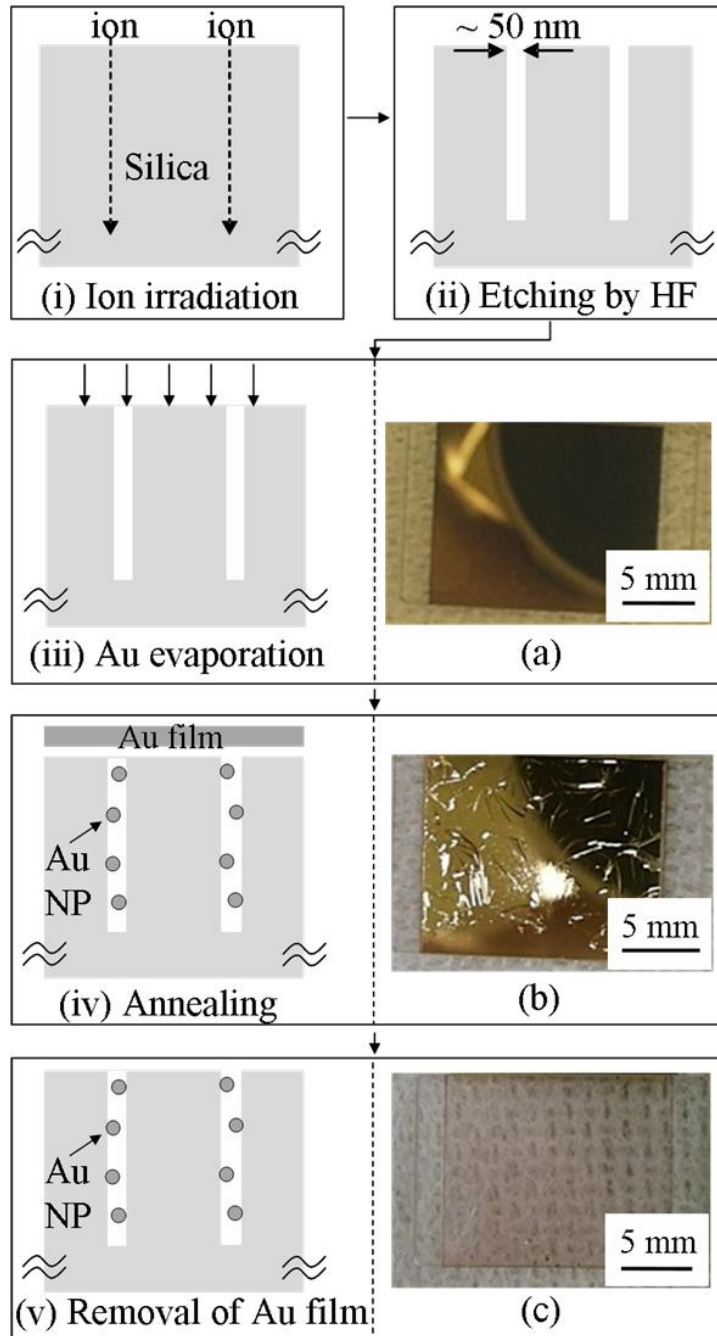 ion ion
Silica
(i) Ion irradiation
~ 50 nm
(ii) Etching by HF
(iii) Au evaporation
5 mm
(a)
Au film
Au
NP
(iv) Annealing
5 mm
(b)
Au
NP
(v) Removal of Au film
5 mm
(c)